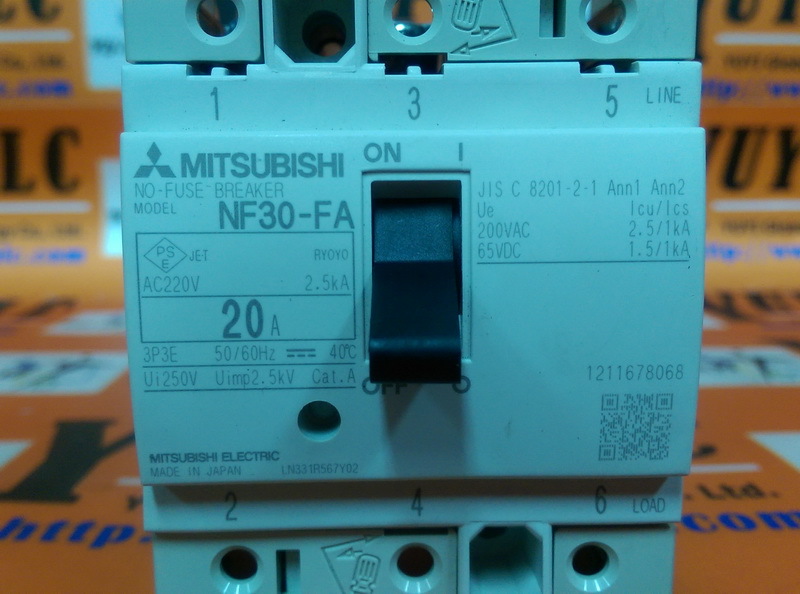 1 3 5 LINE
MITSUBISHI
NO-FUSE BREAKER
MODEL NF30-FA
PS E JET RYOYO
AC220V 2.5kA
20A
3P3E 50/60Hz 40℃
Ui250V Uimp2.5kV Cat.A
MITSUBISHI ELECTRIC
MADE IN JAPAN LN331R567Y02
ON I
OFF O
JIS C 8201-2-1 Ann1 Ann2
Ue Icu/Ics
200VAC 2.5/1kA
65VDC 1.5/1kA
1211678068
2 4 6 LOAD